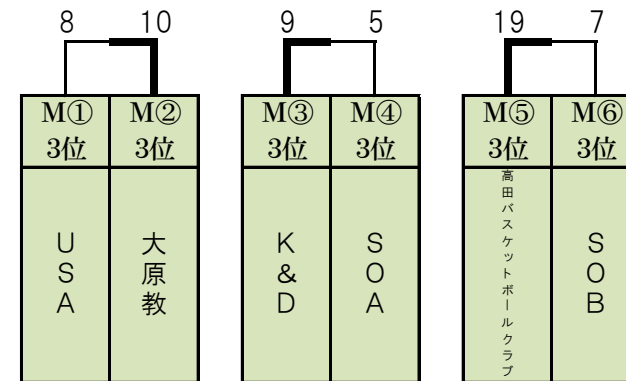 8 10 9 5 19 7
M① M② M③ M④ M⑤ M⑥
3位 3位 3位 3位 3位 3位
USA
大原教
K&D
SOA
高田バスケットボールクラブ
SOB